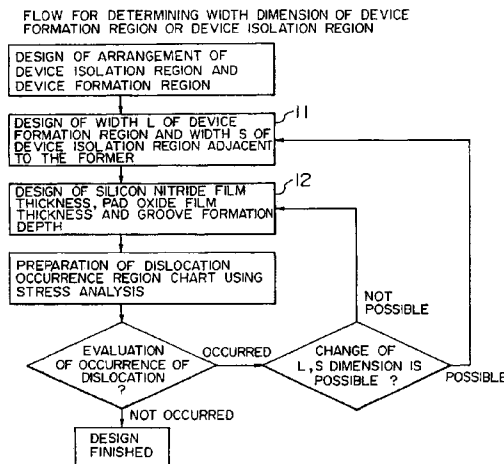 FLOW FOR DETERMINING WIDTH DIMENSION OF DEVICE
FORMATION REGION OR DEVICE ISOLATION REGION
DESIGN OF ARRANGEMENT OF
DEVICE ISOLATION REGION AND
DEVICE FORMATION REGION
11
DESIGN OF WIDTH L OF DEVICE
FORMATION REGION AND WIDTH S OF
DEVICE ISOLATION REGION ADJACENT
TO THE FORMER
12
DESIGN OF SILICON NITRIDE FILM
THICKNESS, PAD OXIDE FILM
THICKNESS AND GROOVE FORMATION
DEPTH
PREPARATION OF DISLOCATION
OCCURRENCE REGION CHART USING
STRESS ANALYSIS
NOT
POSSIBLE
EVALUATION
OF OCCURRENCE OF
DISLOCATION
?
OCCURRED
CHANGE OF
L,S DIMENSION IS
POSSIBLE ?
POSSIBLE
NOT OCCURRED
DESIGN
FINISHED